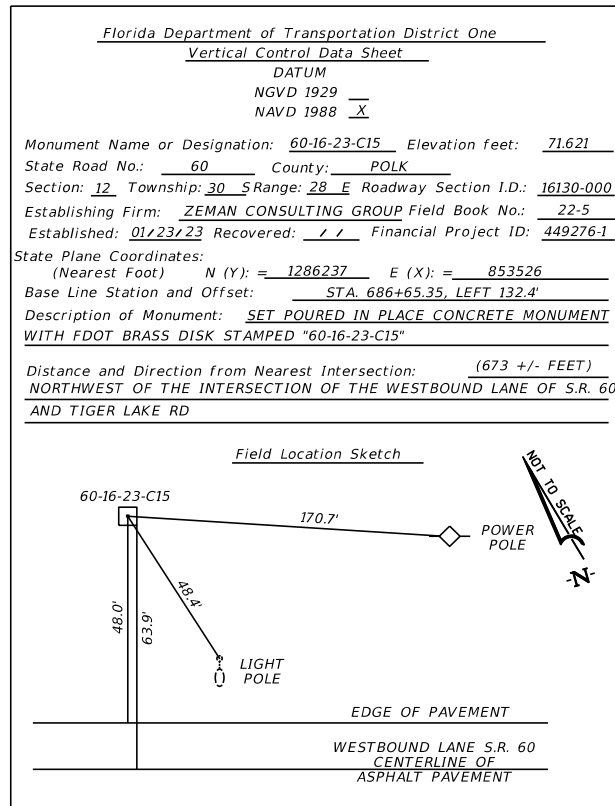 Florida Department of Transportation District One
Vertical Control Data Sheet
DATUM
NGVD 1929
NAVD 1988 X
Monument Name or Designation: 60-16-23-C15 Elevation feet: 71.621
State Road No.: 60 County: POLK
Section: 12 Township: 30 S Range: 28 E Roadway Section I.D.: 16130-000
Establishing Firm: ZEMAN CONSULTING GROUP Field Book No.: 22-5
Established: 01/23/23 Recovered: / / Financial Project ID: 449276-1
State Plane Coordinates:
(Nearest Foot) N (Y): = 1286237 E (X): = 853526
Base Line Station and Offset: STA. 686+65.35, LEFT 132.4'
Description of Monument: SET POURED IN PLACE CONCRETE MONUMENT
WITH FDOT BRASS DISK STAMPED "60-16-23-C15"
Distance and Direction from Nearest Intersection: (673 +/- FEET)
NORTHWEST OF THE INTERSECTION OF THE WESTBOUND LANE OF S.R. 60
AND TIGER LAKE RD
Field Location Sketch
60-16-23-C15
170.7'
POWER
POLE
NOT TO SCALE
N
48.0'
63.9'
48.4'
LIGHT
POLE
EDGE OF PAVEMENT
WESTBOUND LANE S.R. 60
CENTERLINE OF
ASPHALT PAVEMENT